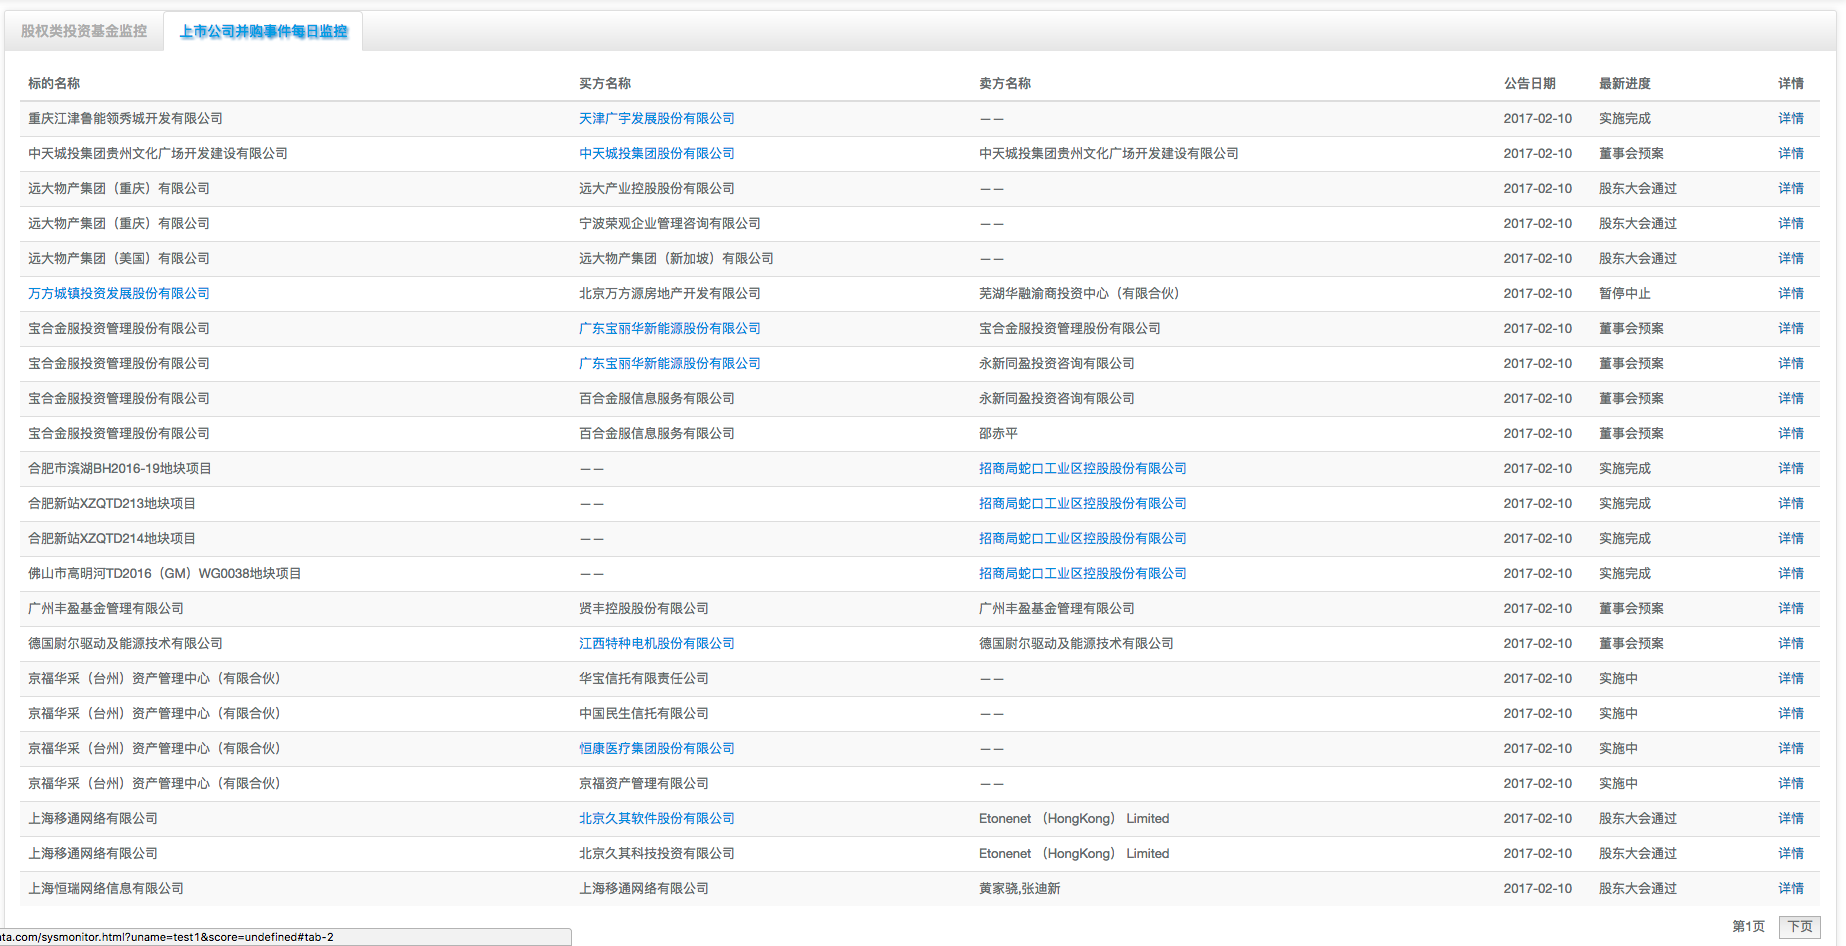 股权类投资基金监控 上市公司并购事件每日监控
标的名称 买方名称 卖方名称 公告日期 最新进度 详情
重庆江津鲁能领秀城开发有限公司 天津广宇发展股份有限公司 —— 2017-02-10 实施完成 详情
中天城投集团贵州文化广场开发建设有限公司 中天城投集团股份有限公司 中天城投集团贵州文化广场开发建设有限公司 2017-02-10 董事会预案 详情
远大物产集团（重庆）有限公司 远大产业控股股份有限公司 —— 2017-02-10 股东大会通过 详情
远大物产集团（重庆）有限公司 宁波荣观企业管理咨询有限公司 —— 2017-02-10 股东大会通过 详情
远大物产集团（美国）有限公司 远大物产集团（新加坡）有限公司 —— 2017-02-10 股东大会通过 详情
万方城镇投资发展股份有限公司 北京万方源房地产开发有限公司 芜湖华融渝商投资中心（有限合伙） 2017-02-10 暂停中止 详情
宝合金服投资管理股份有限公司 广东宝丽华新能源股份有限公司 宝合金服投资管理股份有限公司 2017-02-10 董事会预案 详情
宝合金服投资管理股份有限公司 广东宝丽华新能源股份有限公司 永新同盈投资咨询有限公司 2017-02-10 董事会预案 详情
宝合金服投资管理股份有限公司 百合金服信息服务有限公司 永新同盈投资咨询有限公司 2017-02-10 董事会预案 详情
宝合金服投资管理股份有限公司 百合金服信息服务有限公司 邵赤平 2017-02-10 董事会预案 详情
合肥市滨湖BH2016-19地块项目 —— 招商局蛇口工业区控股股份有限公司 2017-02-10 实施完成 详情
合肥新站XZQTD213地块项目 —— 招商局蛇口工业区控股股份有限公司 2017-02-10 实施完成 详情
合肥新站XZQTD214地块项目 —— 招商局蛇口工业区控股股份有限公司 2017-02-10 实施完成 详情
佛山市高明河TD2016（GM）WG0038地块项目 —— 招商局蛇口工业区控股股份有限公司 2017-02-10 实施完成 详情
广州丰盈基金管理有限公司 贤丰控股股份有限公司 广州丰盈基金管理有限公司 2017-02-10 董事会预案 详情
德国尉尔驱动及能源技术有限公司 江西特种电机股份有限公司 德国尉尔驱动及能源技术有限公司 2017-02-10 董事会预案 详情
京福华采（台州）资产管理中心（有限合伙） 华宝信托有限责任公司 —— 2017-02-10 实施中 详情
京福华采（台州）资产管理中心（有限合伙） 中国民生信托有限公司 —— 2017-02-10 实施中 详情
京福华采（台州）资产管理中心（有限合伙） 恒康医疗集团股份有限公司 —— 2017-02-10 实施中 详情
京福华采（台州）资产管理中心（有限合伙） 京福资产管理有限公司 —— 2017-02-10 实施中 详情
上海移通网络有限公司 北京久其软件股份有限公司 Etonenet （HongKong） Limited 2017-02-10 股东大会通过 详情
上海移通网络有限公司 北京久其科技投资有限公司 Etonenet （HongKong） Limited 2017-02-10 股东大会通过 详情
上海恒瑞网络信息有限公司 上海移通网络有限公司 黄家骁,张迪新 2017-02-10 股东大会通过 详情
第1页 下页
ata.com/sysmonitor.html?uname=test1&score=undefined#tab-2